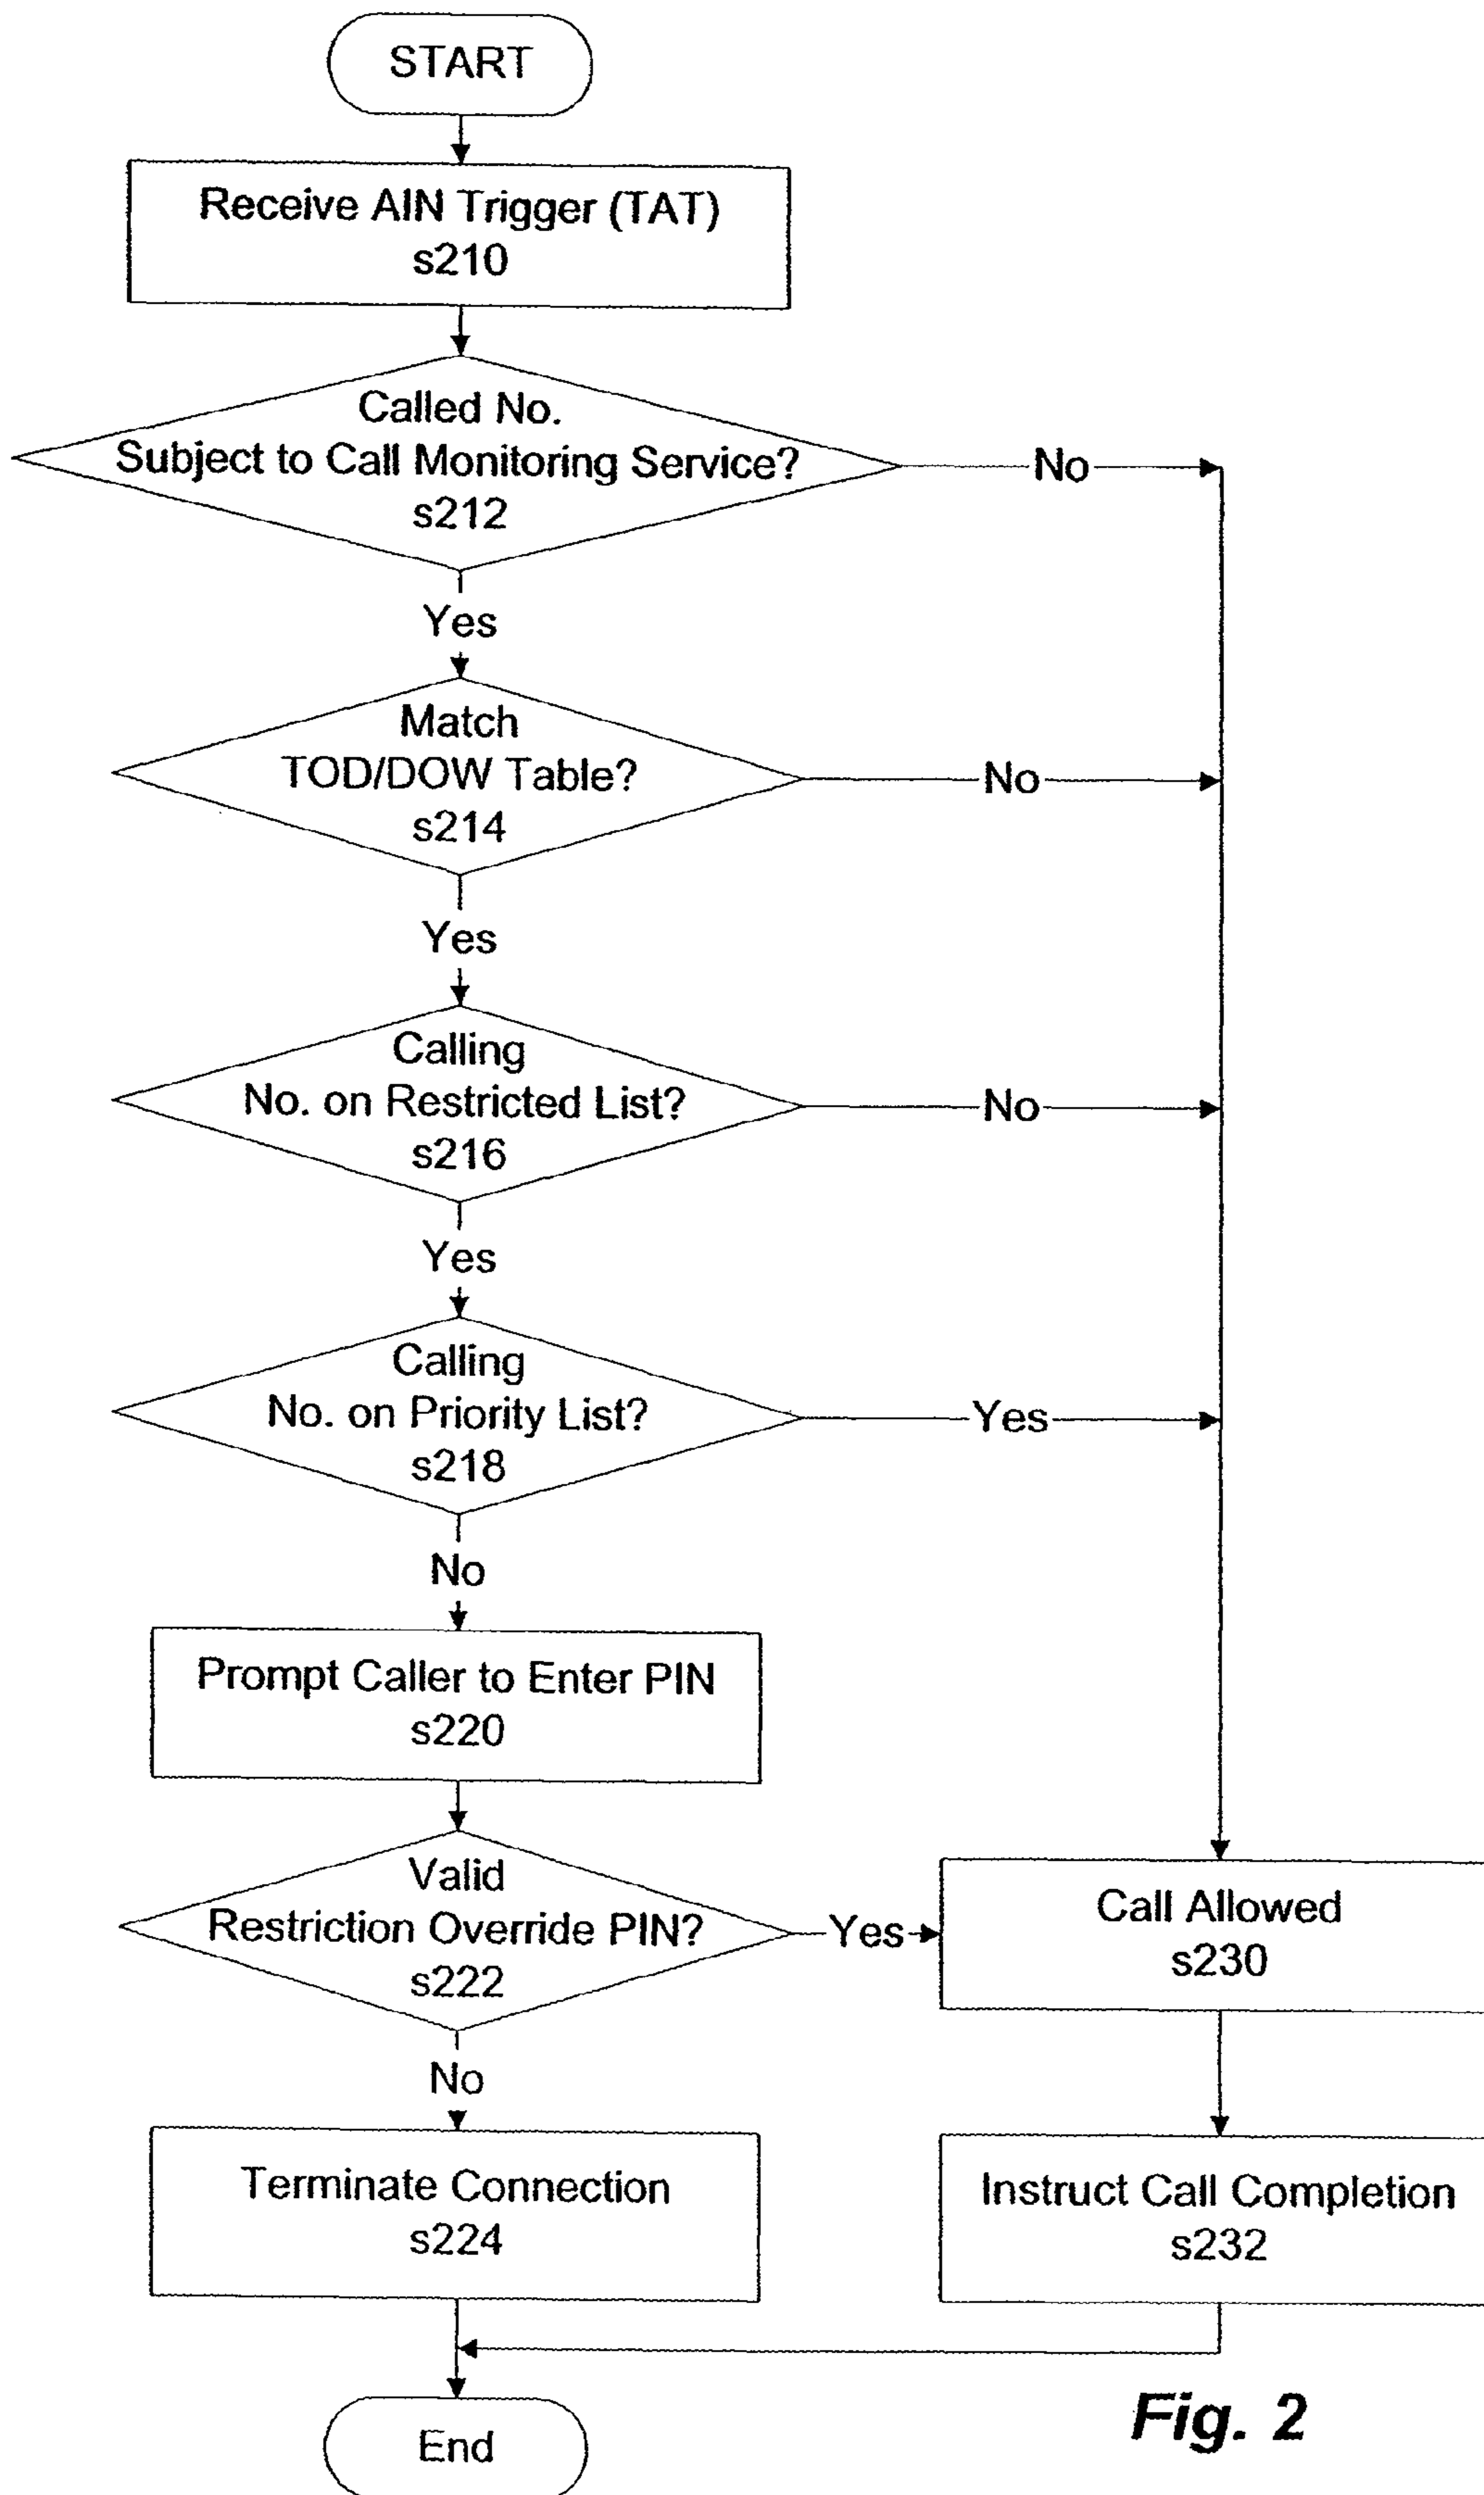 START
Receive AIN Trigger (TAT)
s210
Called No.
Subject to Call Monitoring Service?
s212
No
Yes
Match
TOD/DOW Table?
s214
No
Yes
Calling
No. on Restricted List?
s216
No
Yes
Calling
No. on Priority List?
s218
Yes
No
Prompt Caller to Enter PIN
s220
Valid
Restriction Override PIN?
s222
Yes
Call Allowed
s230
No
Terminate Connection
s224
Instruct Call Completion
s232
End
Fig. 2